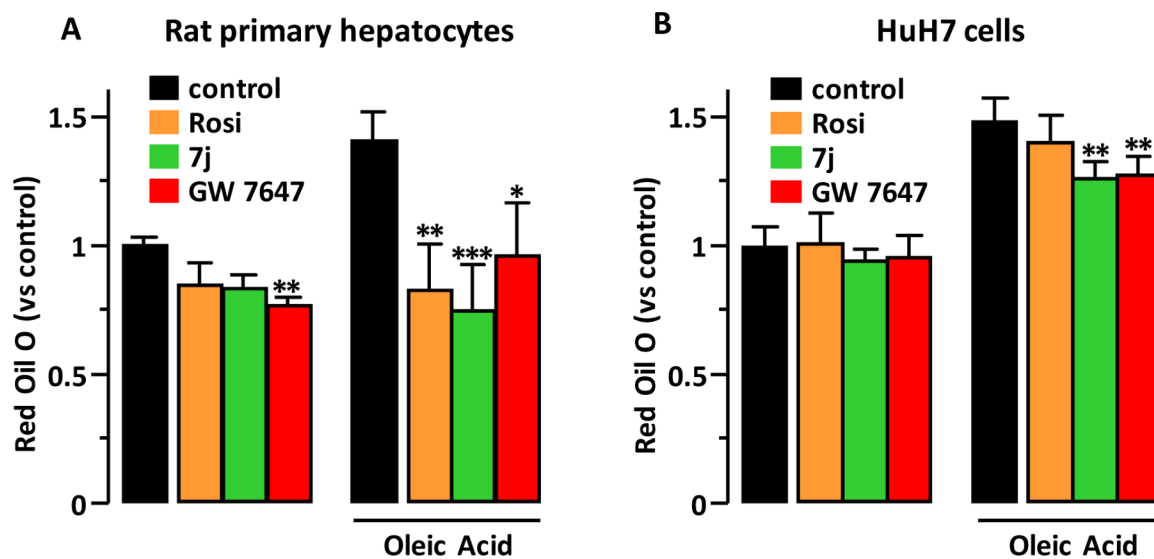 A Rat primary hepatocytes
control
Rosi
7j
GW 7647
Red Oil O (vs control)
1.5
1
0.5
0
**
**
***
*
Oleic Acid
B HuH7 cells
control
Rosi
7j
GW 7647
Red Oil O (vs control)
1.5
1
0.5
0
**
**
Oleic Acid